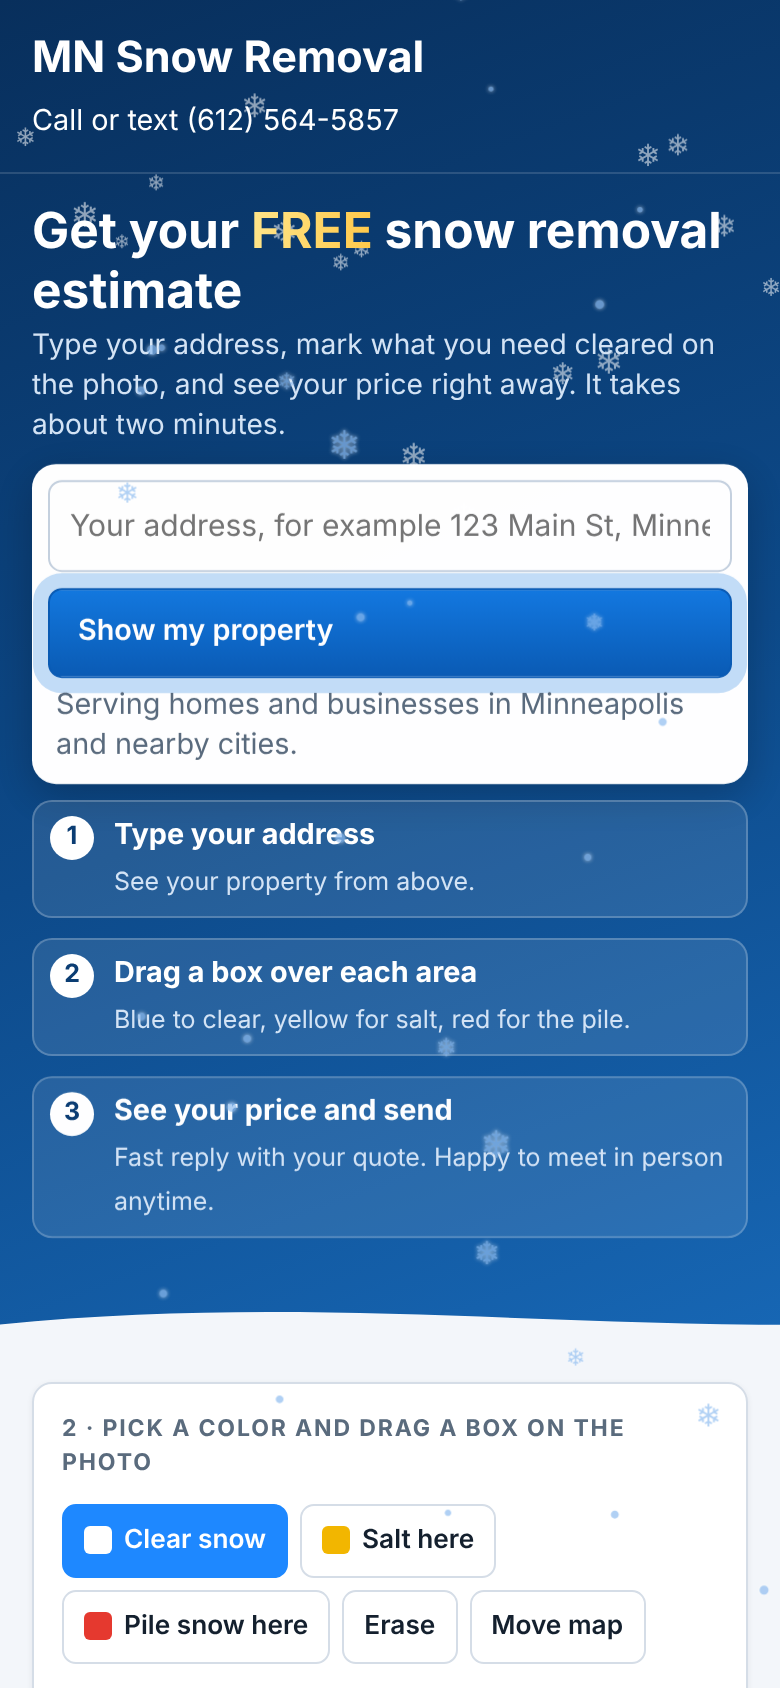 MN Snow Removal
Call or text (612) 564-5857
Get your FREE snow removal
estimate
Type your address, mark what you need cleared on
the photo, and see your price right away. It takes
about two minutes.
Your address, for example 123 Main St, Minne
Show my property
Serving homes and businesses in Minneapolis
and nearby cities.
1 Type your address
See your property from above.
2 Drag a box over each area
Blue to clear, yellow for salt, red for the pile.
3 See your price and send
Fast reply with your quote. Happy to meet in person
anytime.
2 · PICK A COLOR AND DRAG A BOX ON THE
PHOTO
Clear snow Salt here
Pile snow here Erase Move map